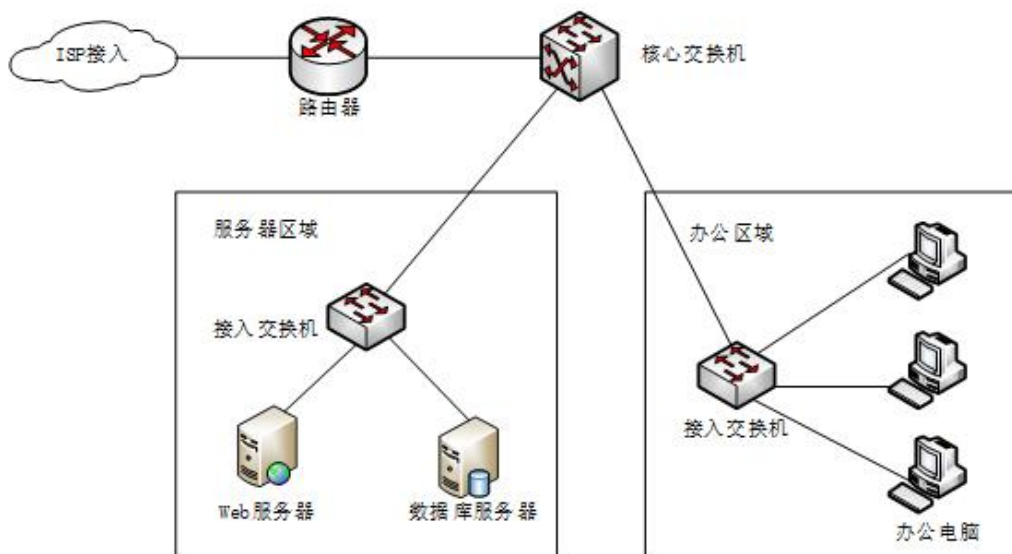 ISP接入
路由器
核心交换机
服务器区域
办公区域
接入交换机
接入交换机
Web服务器
数据库服务器
办公电脑